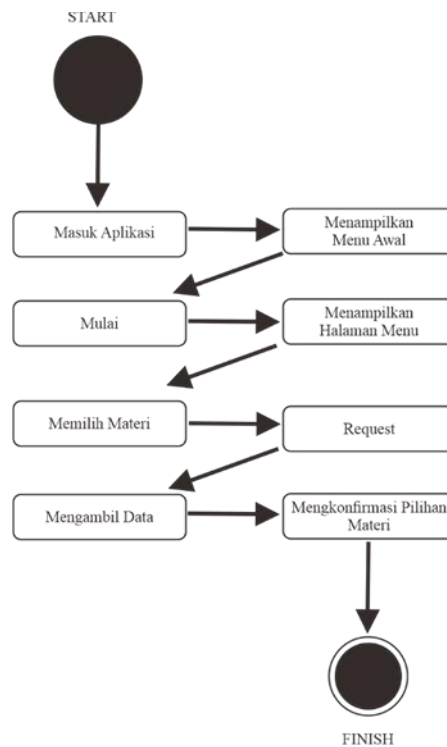 START
Masuk Aplikasi
Menampilkan
Menu Awal
Mulai
Menampilkan
Halaman Menu
Memilih Materi
Request
Mengambil Data
Mengkonfirmasi Pilihan
Materi
FINISH